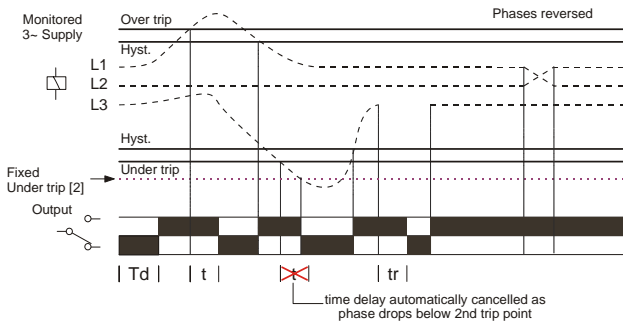 Monitored
3~ Supply
Over trip
Phases reversed
Hyst.
L1
L2
L3
Hyst.
Under trip
Fixed
Under trip [2]
Output
Td
t
t
tr
time delay automatically cancelled as
phase drops below 2nd trip point